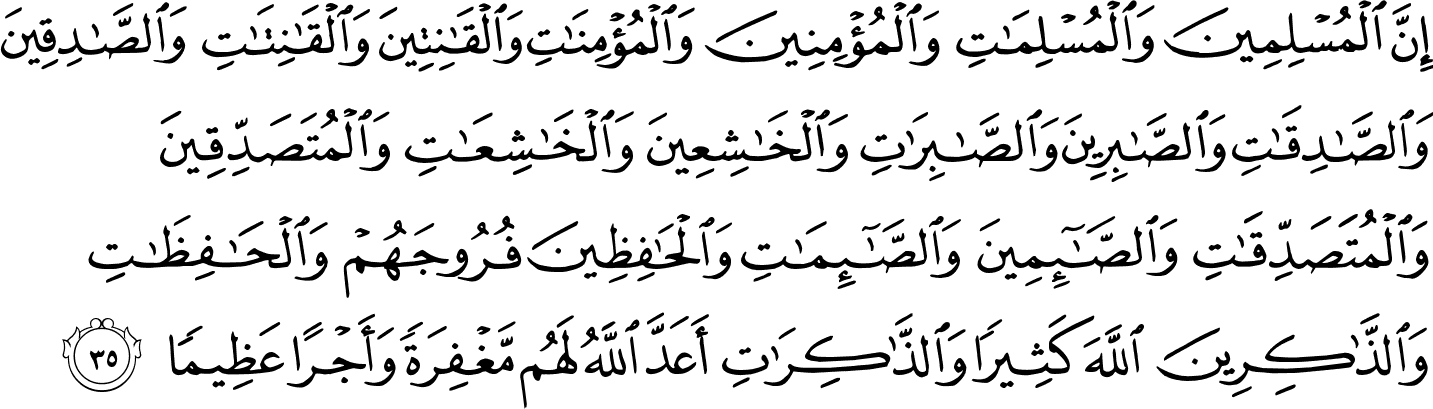 إِنَّ ٱلْمُسْلِمِينَ وَٱلْمُسْلِمَٰتِ وَٱلْمُؤْمِنِينَ وَٱلْمُؤْمِنَٰتِ وَٱلْقَٰنِتِينَ وَٱلْقَٰنِتَٰتِ وَٱلصَّٰدِقِينَ
وَٱلصَّٰدِقَٰتِ وَٱلصَّٰبِرِينَ وَٱلصَّٰبِرَٰتِ وَٱلْخَٰشِعِينَ وَٱلْخَٰشِعَٰتِ وَٱلْمُتَصَدِّقِينَ
وَٱلْمُتَصَدِّقَٰتِ وَٱلصَّٰٓئِمِينَ وَٱلصَّٰٓئِمَٰتِ وَٱلْحَٰفِظِينَ فُرُوجَهُمْ وَٱلْحَٰفِظَٰتِ
وَٱلذَّٰكِرِينَ ٱللَّهَ كَثِيرًا وَٱلذَّٰكِرَٰتِ أَعَدَّ ٱللَّهُ لَهُم مَّغْفِرَةً وَأَجْرًا عَظِيمًا ٣٥